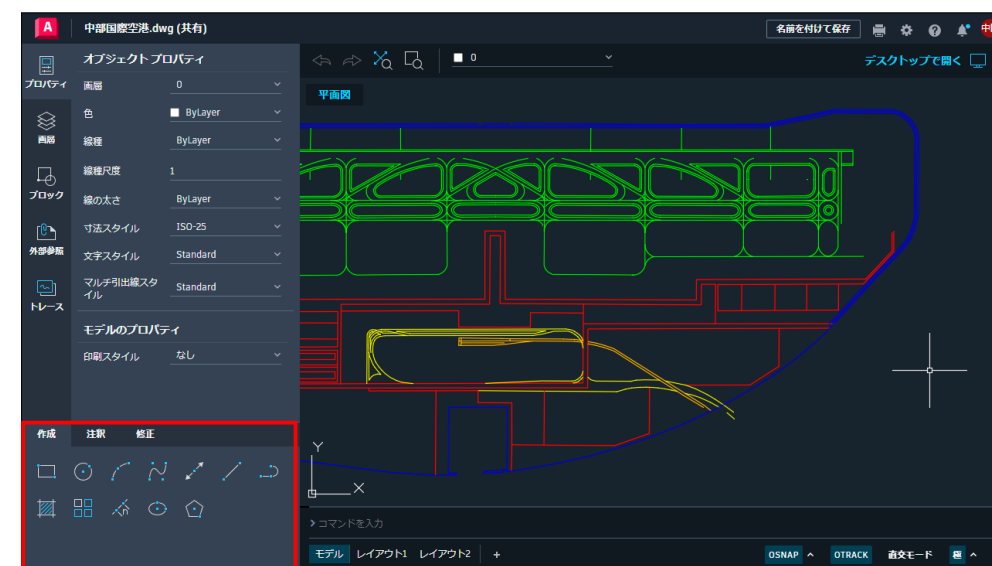 A 中部国際空港.dwg (共有) 名前を付けて保存
オブジェクト プロパティ
プロパティ
画層 0
色 ByLayer
画層
線種 ByLayer
線種尺度 1
ブロック
線の太さ ByLayer
寸法スタイル ISO-25
外部参照
文字スタイル Standard
マルチ引出線スタイル Standard
トレース
モデルのプロパティ
印刷スタイル なし
作成 注釈 修正
0 デスクトップで開く
平面図
Y
X
コマンドを入力
モデル レイアウト1 レイアウト2 +
OSNAP OTRACK 直交モード 極